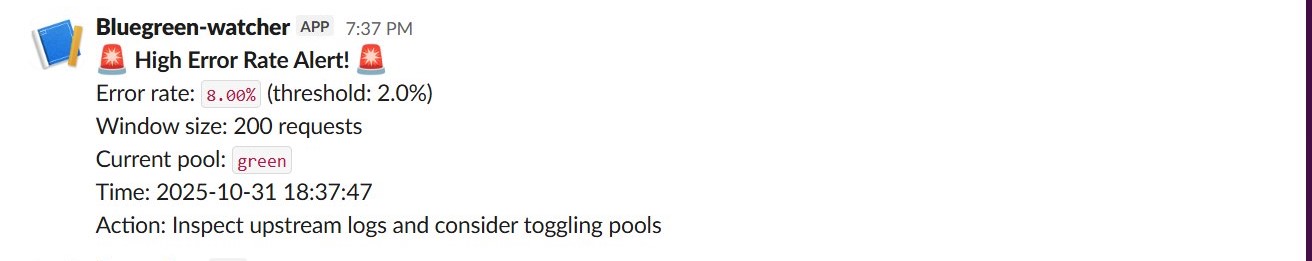 Bluegreen-watcher APP 7:37 PM
🚨 High Error Rate Alert! 🚨
Error rate: 8.00% (threshold: 2.0%)
Window size: 200 requests
Current pool: green
Time: 2025-10-31 18:37:47
Action: Inspect upstream logs and consider toggling pools